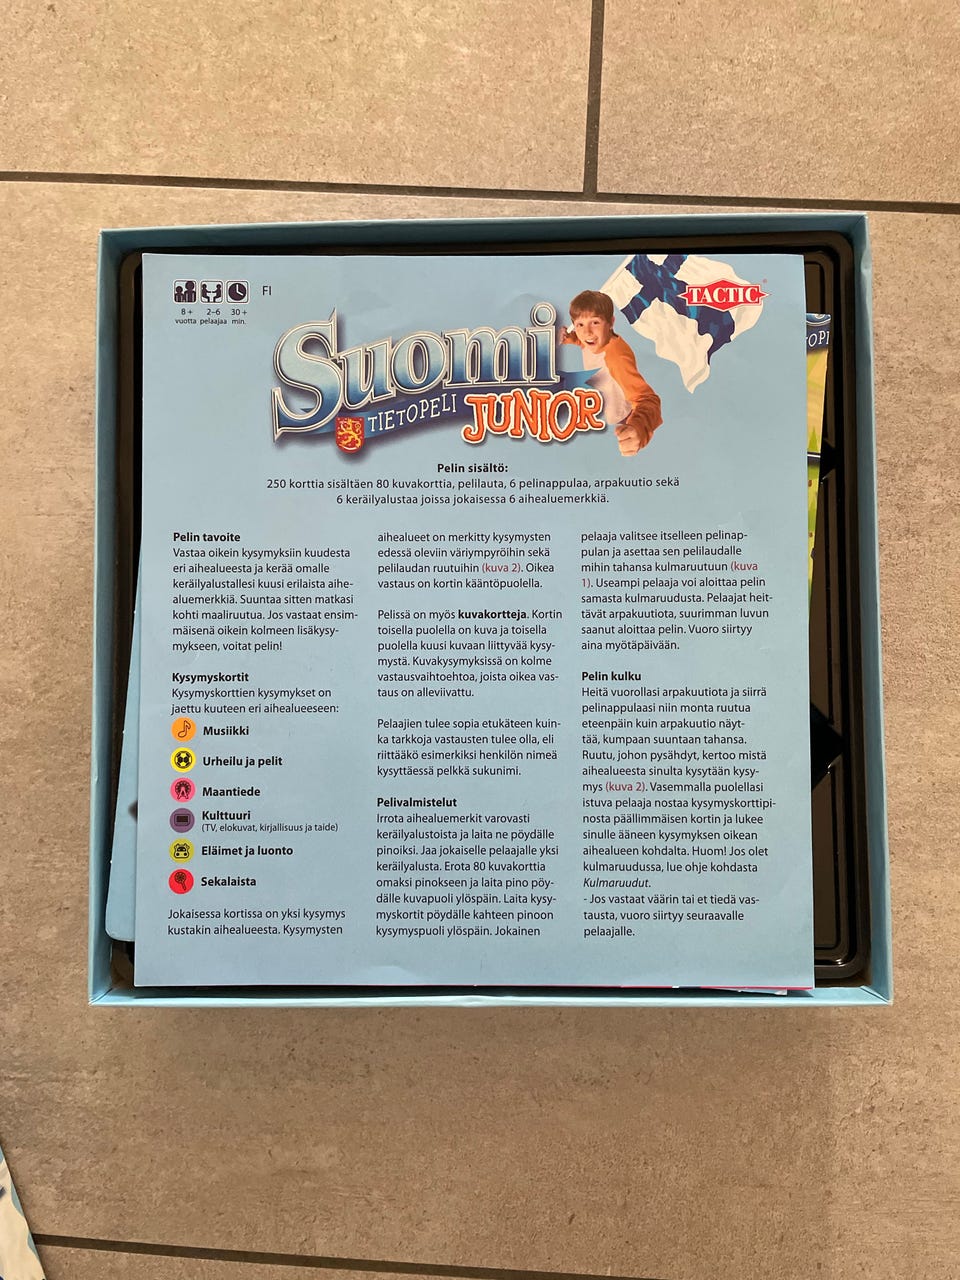 FI
8 + 2–6 30 +
vuotta pelaajaa min.
TACTIC
Suomi
TIETOPELI JUNIOR
Pelin sisältö:
250 korttia sisältäen 80 kuvakorttia, pelilauta, 6 pelinappulaa, arpakuutio sekä
6 keräilyalustaa joissa jokaisessa 6 aihealuemerkkiä.
Pelin tavoite
Vastaa oikein kysymyksiin kuudesta
eri aihealueesta ja kerää omalle
keräilyalustallesi kuusi erilaista aihe-
aluemerkkiä. Suuntaa sitten matkasi
kohti maaliruutua. Jos vastaat ensim-
mäisenä oikein kolmeen lisäkysy-
mykseen, voitat pelin!
Kysymyskortit
Kysymyskorttien kysymykset on
jaettu kuuteen eri aihealueeseen:
Musiikki
Urheilu ja pelit
Maantiede
Kulttuuri
(TV, elokuvat, kirjallisuus ja taide)
Eläimet ja luonto
Sekalaista
Jokaisessa kortissa on yksi kysymys
kustakin aihealueesta. Kysymysten
aihealueet on merkitty kysymysten
edessä oleviin väriympyröihin sekä
pelilaudan ruutuihin (kuva 2). Oikea
vastaus on kortin kääntöpuolella.
Pelissä on myös kuvakortteja. Kortin
toisella puolella on kuva ja toisella
puolella kuusi kuvaan liittyvää kysy-
mystä. Kuvakysymyksissä on kolme
vastausvaihtoehtoa, joista oikea vas-
taus on alleviivattu.
Pelaajien tulee sopia etukäteen kuin-
ka tarkkoja vastausten tulee olla, eli
riittääkö esimerkiksi henkilön nimeä
kysyttäessä pelkkä sukunimi.
Pelivalmistelut
Irrota aihealuemerkit varovasti
keräilyalustoista ja laita ne pöydälle
pinoiksi. Jaa jokaiselle pelaajalle yksi
keräilyalusta. Erota 80 kuvakorttia
omaksi pinokseen ja laita pino pöy-
dälle kuvapuoli ylöspäin. Laita kysy-
myskortit pöydälle kahteen pinoon
kysymyspuoli ylöspäin. Jokainen
pelaaja valitsee itselleen pelinap-
pulan ja asettaa sen pelilaudalle
mihin tahansa kulmaruutuun (kuva
1). Useampi pelaaja voi aloittaa pelin
samasta kulmaruudusta. Pelaajat heit-
tävät arpakuutiota, suurimman luvun
saanut aloittaa pelin. Vuoro siirtyy
aina myötäpäivään.
Pelin kulku
Heitä vuorollasi arpakuutiota ja siirrä
pelinappulaasi niin monta ruutua
eteenpäin kuin arpakuutio näyt-
tää, kumpaan suuntaan tahansa.
Ruutu, johon pysähdyt, kertoo mistä
aihealueesta sinulta kysytään kysy-
mys (kuva 2). Vasemmalla puolellasi
istuva pelaaja nostaa kysymyskorttipi-
nosta päällimmäisen kortin ja lukee
sinulle ääneen kysymyksen oikean
aihealueen kohdalta. Huom! Jos olet
kulmaruudussa, lue ohje kohdasta
Kulmaruudut.
- Jos vastaat väärin tai et tiedä vas-
tausta, vuoro siirtyy seuraavalle
pelaajalle.